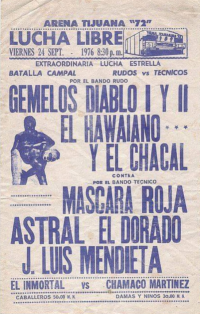 ARENA TIJUANA "72"
LUCHA LIBRE
VIERNES 24 SEPT. - 1976 8:30 p.m.
EXTRAORDINARIA LUCHA ESTRELLA
BATALLA CAMPAL RUDOS vs TECNICOS
POR EL BANDO RUDO
GEMELOS DIABLO I Y II
EL HAWAIANO
Y EL CHACAL
CONTRA
POR EL BANDO TECNICO
MASCARA ROJA
ASTRAL EL DORADO
J. LUIS MENDIETA
EL INMORTAL vs CHAMACO MARTINEZ
CABALLEROS M.N. DAMAS Y NIÑOS M.N.